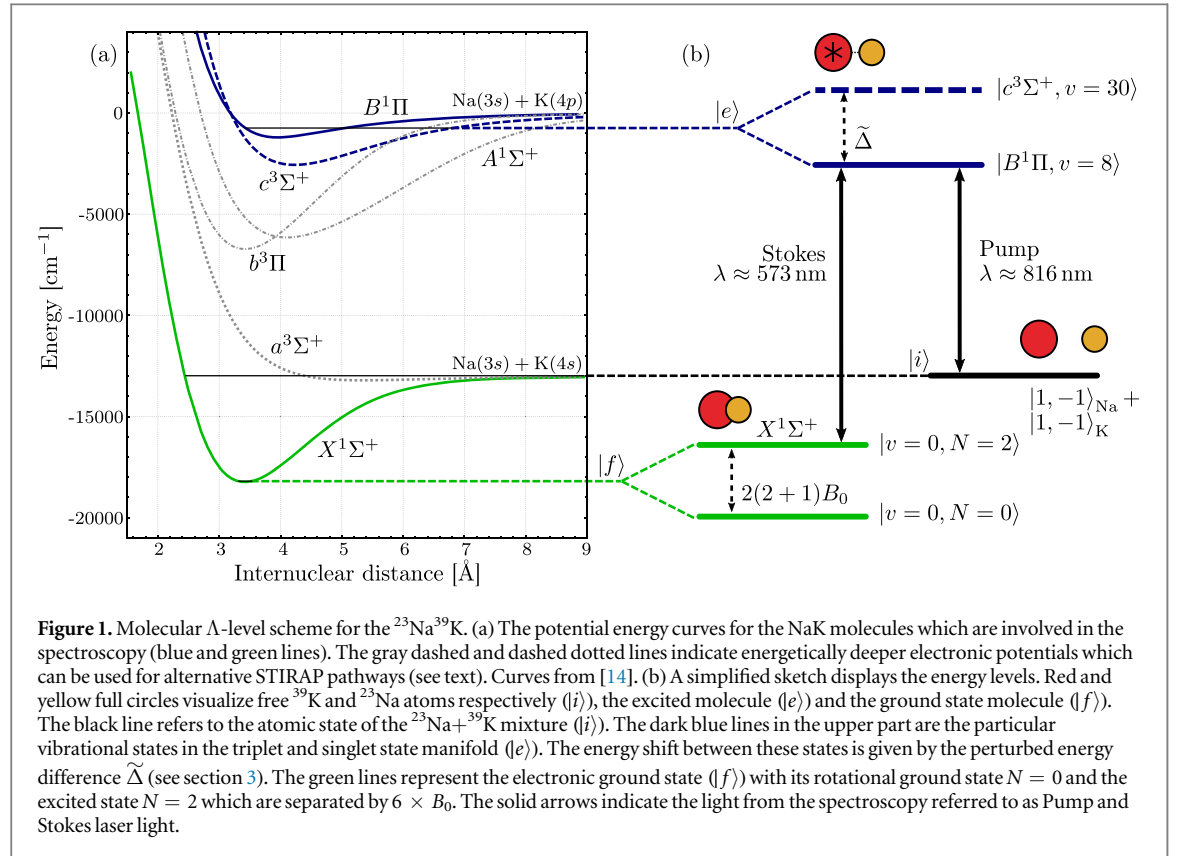 (a)
(b)
0
-5000
-10000
-15000
-20000
Energy [cm⁻¹]
2 3 4 5 6 7 8 9
Internuclear distance [Å]
B¹Π
Na(3s) + K(4p)
A¹Σ⁺
c³Σ⁺
b³Π
a³Σ⁺
Na(3s) + K(4s)
X¹Σ⁺
|e⟩
|c³Σ⁺, v = 30⟩
Δ̃
|B¹Π, v = 8⟩
Stokes
λ ≈ 573 nm
Pump
λ ≈ 816 nm
|i⟩
|1, −1⟩Na +
|1, −1⟩K
X¹Σ⁺
|v = 0, N = 2⟩
|f⟩
2(2 + 1)B₀
|v = 0, N = 0⟩
Figure 1. Molecular Λ-level scheme for the ²³Na³⁹K. (a) The potential energy curves for the NaK molecules which are involved in the
spectroscopy (blue and green lines). The gray dashed and dashed dotted lines indicate energetically deeper electronic potentials which
can be used for alternative STIRAP pathways (see text). Curves from [14]. (b) A simplified sketch displays the energy levels. Red and
yellow full circles visualize free ³⁹K and ²³Na atoms respectively (|i⟩), the excited molecule (|e⟩) and the ground state molecule (|f⟩).
The black line refers to the atomic state of the ²³Na+³⁹K mixture (|i⟩). The dark blue lines in the upper part are the particular
vibrational states in the triplet and singlet state manifold (|e⟩). The energy shift between these states is given by the perturbed energy
difference Δ̃ (see section 3). The green lines represent the electronic ground state (|f⟩) with its rotational ground state N = 0 and the
excited state N = 2 which are separated by 6 × B₀. The solid arrows indicate the light from the spectroscopy referred to as Pump and
Stokes laser light.